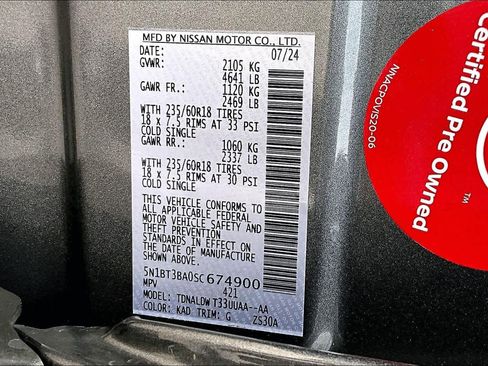 MFD BY NISSAN MOTOR CO., LTD.
DATE: 07/24
GVWR: 2105 KG
4641 LB
GAWR FR.: 1120 KG
2469 LB
WITH 235/60R18 TIRES
18 x 7.5 RIMS AT 33 PSI
COLD SINGLE
GAWR RR.: 1060 KG
2337 LB
WITH 235/60R18 TIRES
18 x 7.5 RIMS AT 30 PSI
COLD SINGLE
THIS VEHICLE CONFORMS TO
ALL APPLICABLE FEDERAL
MOTOR VEHICLE SAFETY AND
THEFT PREVENTION
STANDARDS IN EFFECT ON
THE DATE OF MANUFACTURE
SHOWN ABOVE.
5N1BT3BA0SC674900
MPV 421
MODEL: TDNALDW T33UUAA--AA
COLOR: KAD TRIM: G ZS30A
NNACPOVIS20-06
Certified Pre Owned
TM